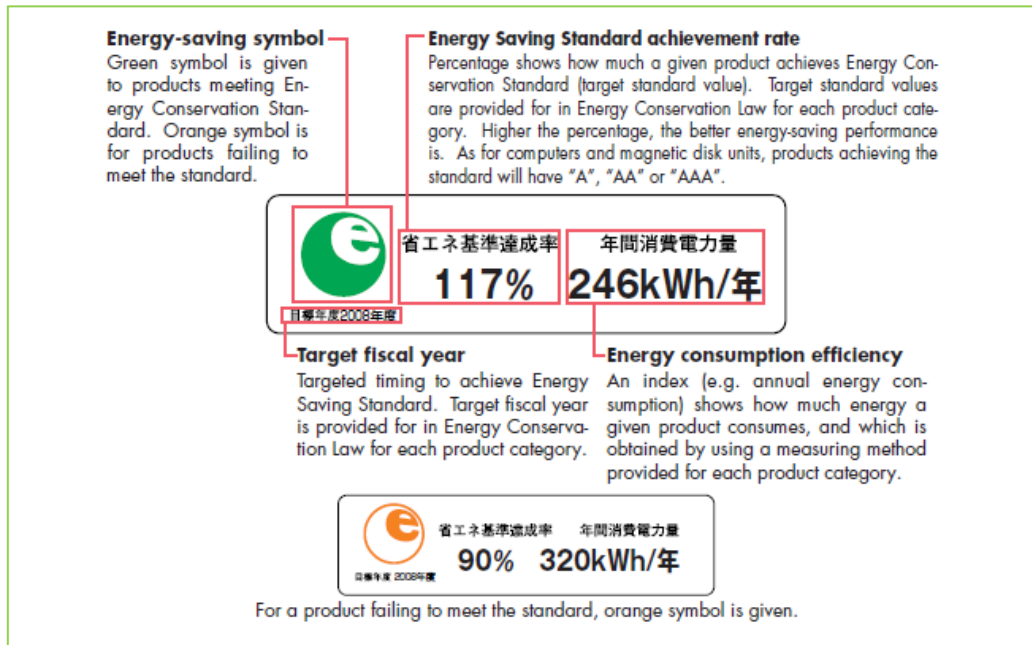 Energy-saving symbol
Green symbol is given
to products meeting En-
ergy Conservation Stan-
dard. Orange symbol is
for products failing to
meet the standard.
Energy Saving Standard achievement rate
Percentage shows how much a given product achieves Energy Con-
servation Standard (target standard value). Target standard values
are provided for in Energy Conservation Law for each product cate-
gory. Higher the percentage, the better energy-saving performance
is. As for computers and magnetic disk units, products achieving the
standard will have “A”, “AA” or “AAA”.
e
省エネ基準達成率
117%
年間消費電力量
246kWh/年
目標年度2008年度
Target fiscal year
Targeted timing to achieve Energy
Saving Standard. Target fiscal year
is provided for in Energy Conserva-
tion Law for each product category.
Energy consumption efficiency
An index (e.g. annual energy con-
sumption) shows how much energy a
given product consumes, and which is
obtained by using a measuring method
provided for each product category.
e
省エネ基準達成率
90%
年間消費電力量
320kWh/年
目標年度 2008年度
For a product failing to meet the standard, orange symbol is given.